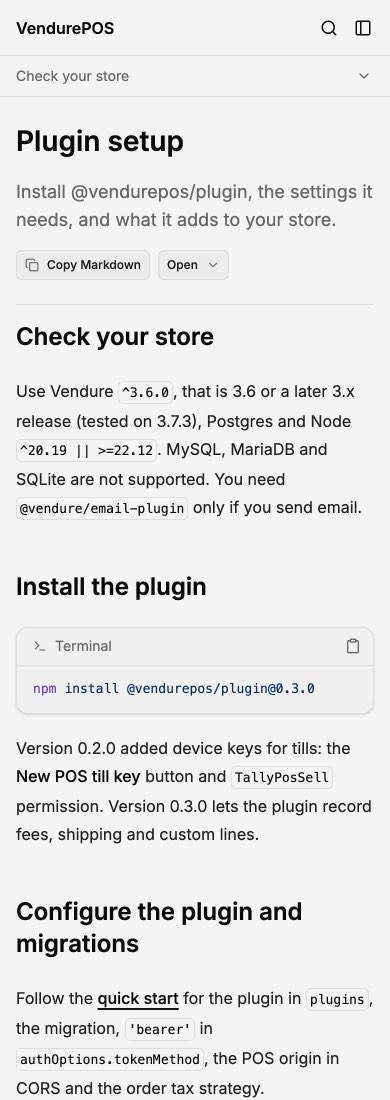 VendurePOS
Check your store
Plugin setup
Install @vendurepos/plugin, the settings it
needs, and what it adds to your store.
Copy Markdown
Open
Check your store
Use Vendure ^3.6.0, that is 3.6 or a later 3.x
release (tested on 3.7.3), Postgres and Node
^20.19 || >=22.12. MySQL, MariaDB and
SQLite are not supported. You need
@vendure/email-plugin only if you send email.
Install the plugin
Terminal
npm install @vendurepos/plugin@0.3.0
Version 0.2.0 added device keys for tills: the
New POS till key button and TallyPosSell
permission. Version 0.3.0 lets the plugin record
fees, shipping and custom lines.
Configure the plugin and
migrations
Follow the quick start for the plugin in plugins,
the migration, 'bearer' in
authOptions.tokenMethod, the POS origin in
CORS and the order tax strategy.